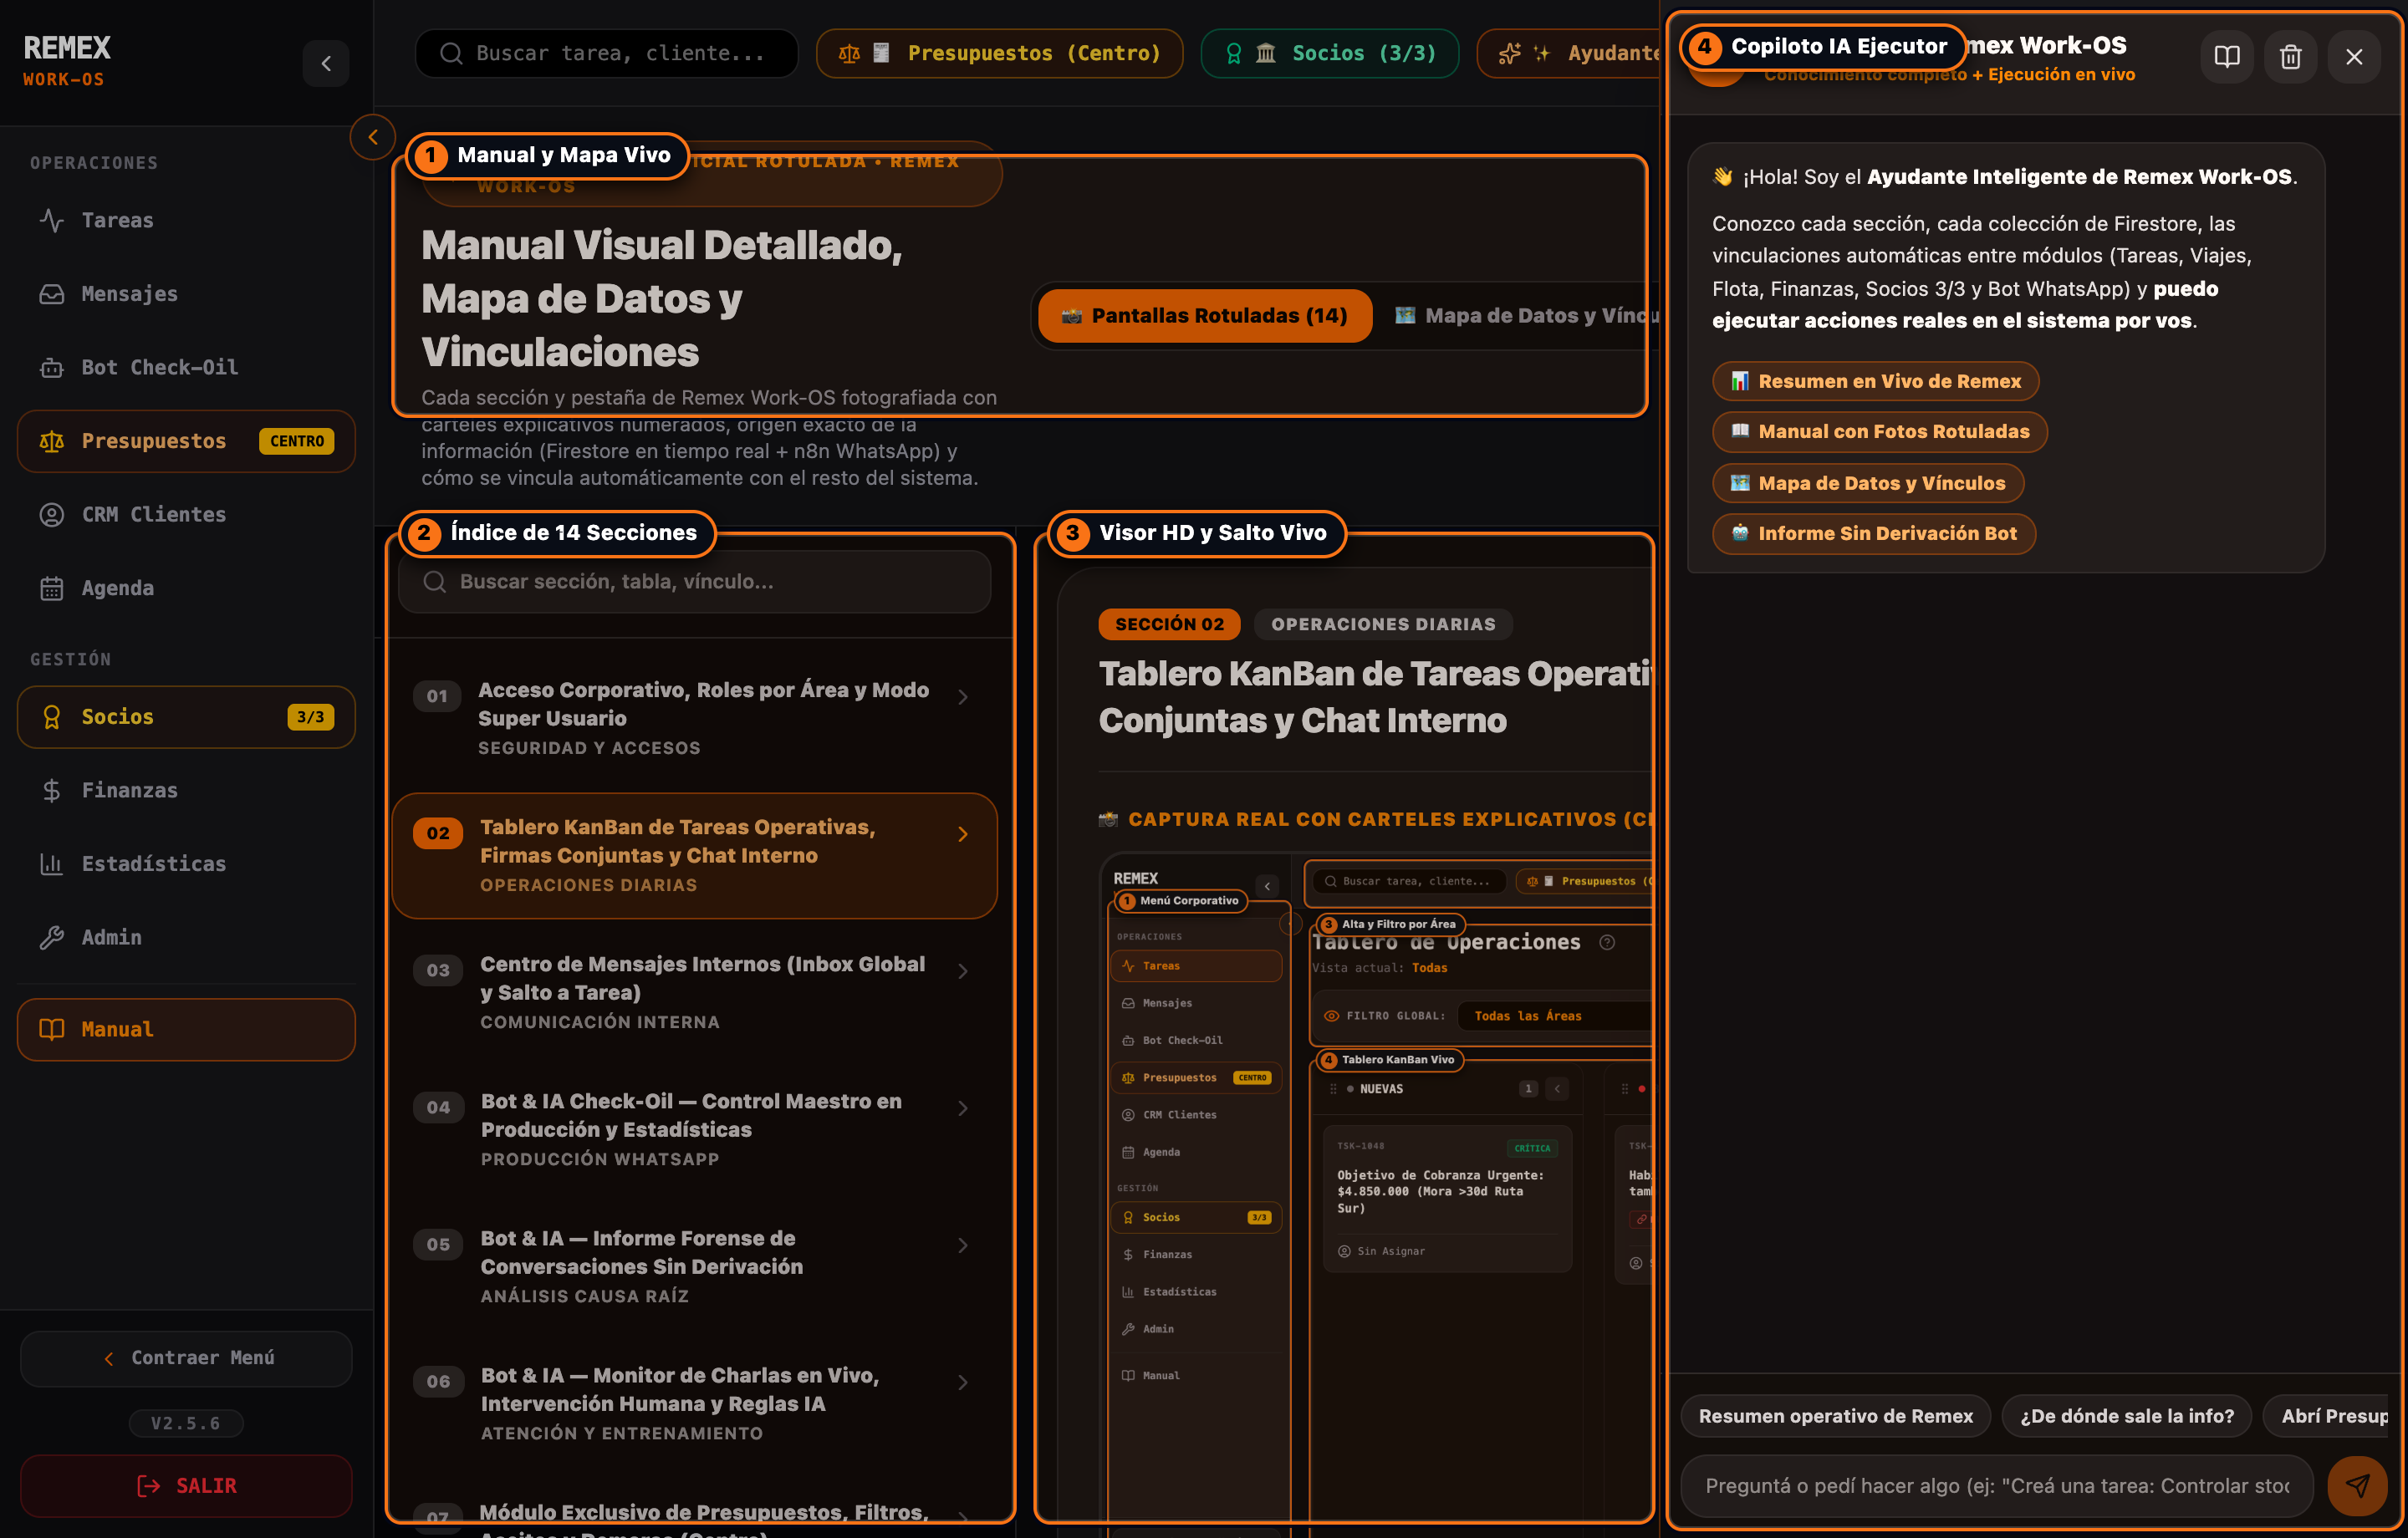 REMEX
WORK-OS
OPERACIONES
Tareas
Mensajes
Bot Check-Oil
Presupuestos CENTRO
CRM Clientes
Agenda
GESTIÓN
Socios 3/3
Finanzas
Estadísticas
Admin
Manual
Contraer Menú
V2.5.6
SALIR
Buscar tarea, cliente...
Presupuestos (Centro)
Socios (3/3)
Ayudante
1 Manual y Mapa Vivo
ROTULADA • REMEX
WORK-OS
Manual Visual Detallado,
Mapa de Datos y
Vinculaciones
Cada sección y pestaña de Remex Work-OS fotografiada con
carteles explicativos numerados, origen exacto de la
información (Firestore en tiempo real + n8n WhatsApp) y
cómo se vincula automáticamente con el resto del sistema.
Pantallas Rotuladas (14)
Mapa de Datos y
2 Índice de 14 Secciones
Buscar sección, tabla, vínculo...
01 Acceso Corporativo, Roles por Área y Modo
Super Usuario
SEGURIDAD Y ACCESOS
02 Tablero KanBan de Tareas Operativas,
Firmas Conjuntas y Chat Interno
OPERACIONES DIARIAS
03 Centro de Mensajes Internos (Inbox Global
y Salto a Tarea)
COMUNICACIÓN INTERNA
04 Bot & IA Check-Oil — Control Maestro en
Producción y Estadísticas
PRODUCCIÓN WHATSAPP
05 Bot & IA — Informe Forense de
Conversaciones Sin Derivación
ANÁLISIS CAUSA RAÍZ
06 Bot & IA — Monitor de Charlas en Vivo,
Intervención Humana y Reglas IA
ATENCIÓN Y ENTRENAMIENTO
07 Módulo Exclusivo de Presupuestos, Filtros,
3 Visor HD y Salto Vivo
SECCIÓN 02 OPERACIONES DIARIAS
Tablero KanBan de Tareas
Conjuntas y Chat Interno
CAPTURA REAL CON CARTELES EXPLICATIVOS
REMEX
1 Menú Corporativo
OPERACIONES
Tareas
Mensajes
Bot Check-Oil
Presupuestos CENTRO
CRM Clientes
Agenda
GESTIÓN
Socios 3/3
Finanzas
Estadísticas
Admin
Manual
Buscar tarea, cliente...
Presupuestos
3 Alta y Filtro por Área
Tablero de Operaciones
Vista actual: Todas
FILTRO GLOBAL: Todas las Áreas
4 Tablero KanBan Vivo
NUEVAS 1
TSK-1048 CRÍTICA
Objetivo de Cobranza Urgente:
$4.850.000 (Mora >30d Ruta
Sur)
Sin Asignar
4 Copiloto IA Ejecutor
Work-OS
Conocimiento completo + Ejecución en vivo
👋 ¡Hola! Soy el Ayudante Inteligente de Remex Work-OS.
Conozco cada sección, cada colección de Firestore, las
vinculaciones automáticas entre módulos (Tareas, Viajes,
Flota, Finanzas, Socios 3/3 y Bot WhatsApp) y puedo
ejecutar acciones reales en el sistema por vos.
Resumen en Vivo de Remex
Manual con Fotos Rotuladas
Mapa de Datos y Vínculos
Informe Sin Derivación Bot
Resumen operativo de Remex
¿De dónde sale la info?
Abrí
Preguntá o pedí hacer algo (ej: "Creá una tarea: Controlar